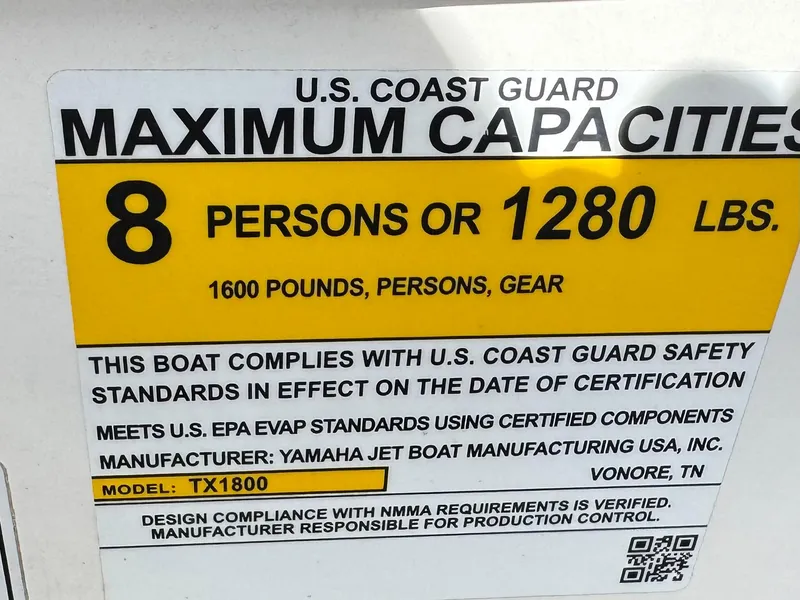 U.S. COAST GUARD
MAXIMUM CAPACITIES
8 PERSONS OR 1280 LBS.
1600 POUNDS, PERSONS, GEAR
THIS BOAT COMPLIES WITH U.S. COAST GUARD SAFETY
STANDARDS IN EFFECT ON THE DATE OF CERTIFICATION
MEETS U.S. EPA EVAP STANDARDS USING CERTIFIED COMPONENTS
MANUFACTURER: YAMAHA JET BOAT MANUFACTURING USA, INC.
VONORE, TN
MODEL: TX1800
DESIGN COMPLIANCE WITH NMMA REQUIREMENTS IS VERIFIED.
MANUFACTURER RESPONSIBLE FOR PRODUCTION CONTROL.